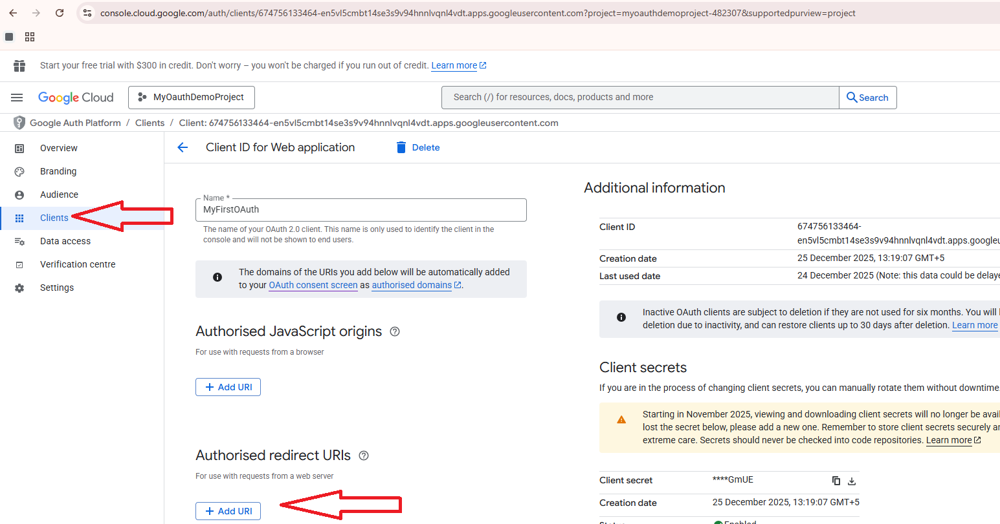 console.cloud.google.com/auth/clients/674756133464-en5vl5cmbt14se3s9v94hnnlvqnl4vdt.apps.googleusercontent.com?project=myoauthdemoproject-482307&supportedpurview=project
Start your free trial with $300 in credit. Don't worry – you won't be charged if you run out of credit. Learn more
Google Cloud
MyOauthDemoProject
Search (/) for resources, docs, products and more
Search
Google Auth Platform / Clients / Client: 674756133464-en5vl5cmbt14se3s9v94hnnlvqnl4vdt.apps.googleusercontent.com
Overview
Branding
Audience
Clients
Data access
Verification centre
Settings
Client ID for Web application
Delete
Name *
MyFirstOAuth
The name of your OAuth 2.0 client. This name is only used to identify the client in the
console and will not be shown to end users.
The domains of the URIs you add below will be automatically added
to your OAuth consent screen as authorised domains.
Authorised JavaScript origins
For use with requests from a browser
+ Add URI
Authorised redirect URIs
For use with requests from a web server
+ Add URI
Additional information
Client ID
674756133464-
en5vl5cmbt14se3s9v94hnnlvqnl4vdt.apps.googleu
Creation date
25 December 2025, 13:19:07 GMT+5
Last used date
24 December 2025 (Note: this data could be delaye
Inactive OAuth clients are subject to deletion if they are not used for six months. You will
deletion due to inactivity, and can restore clients up to 30 days after deletion. Learn more
Client secrets
If you are in the process of changing client secrets, you can manually rotate them without downtime.
Starting in November 2025, viewing and downloading client secrets will no longer be avai
lost the secret below, please add a new one. Remember to store client secrets securely an
extreme care. Secrets should never be checked into code repositories. Learn more
Client secret
****GmUE
Creation date
25 December 2025, 13:19:07 GMT+5
Status
Enabled